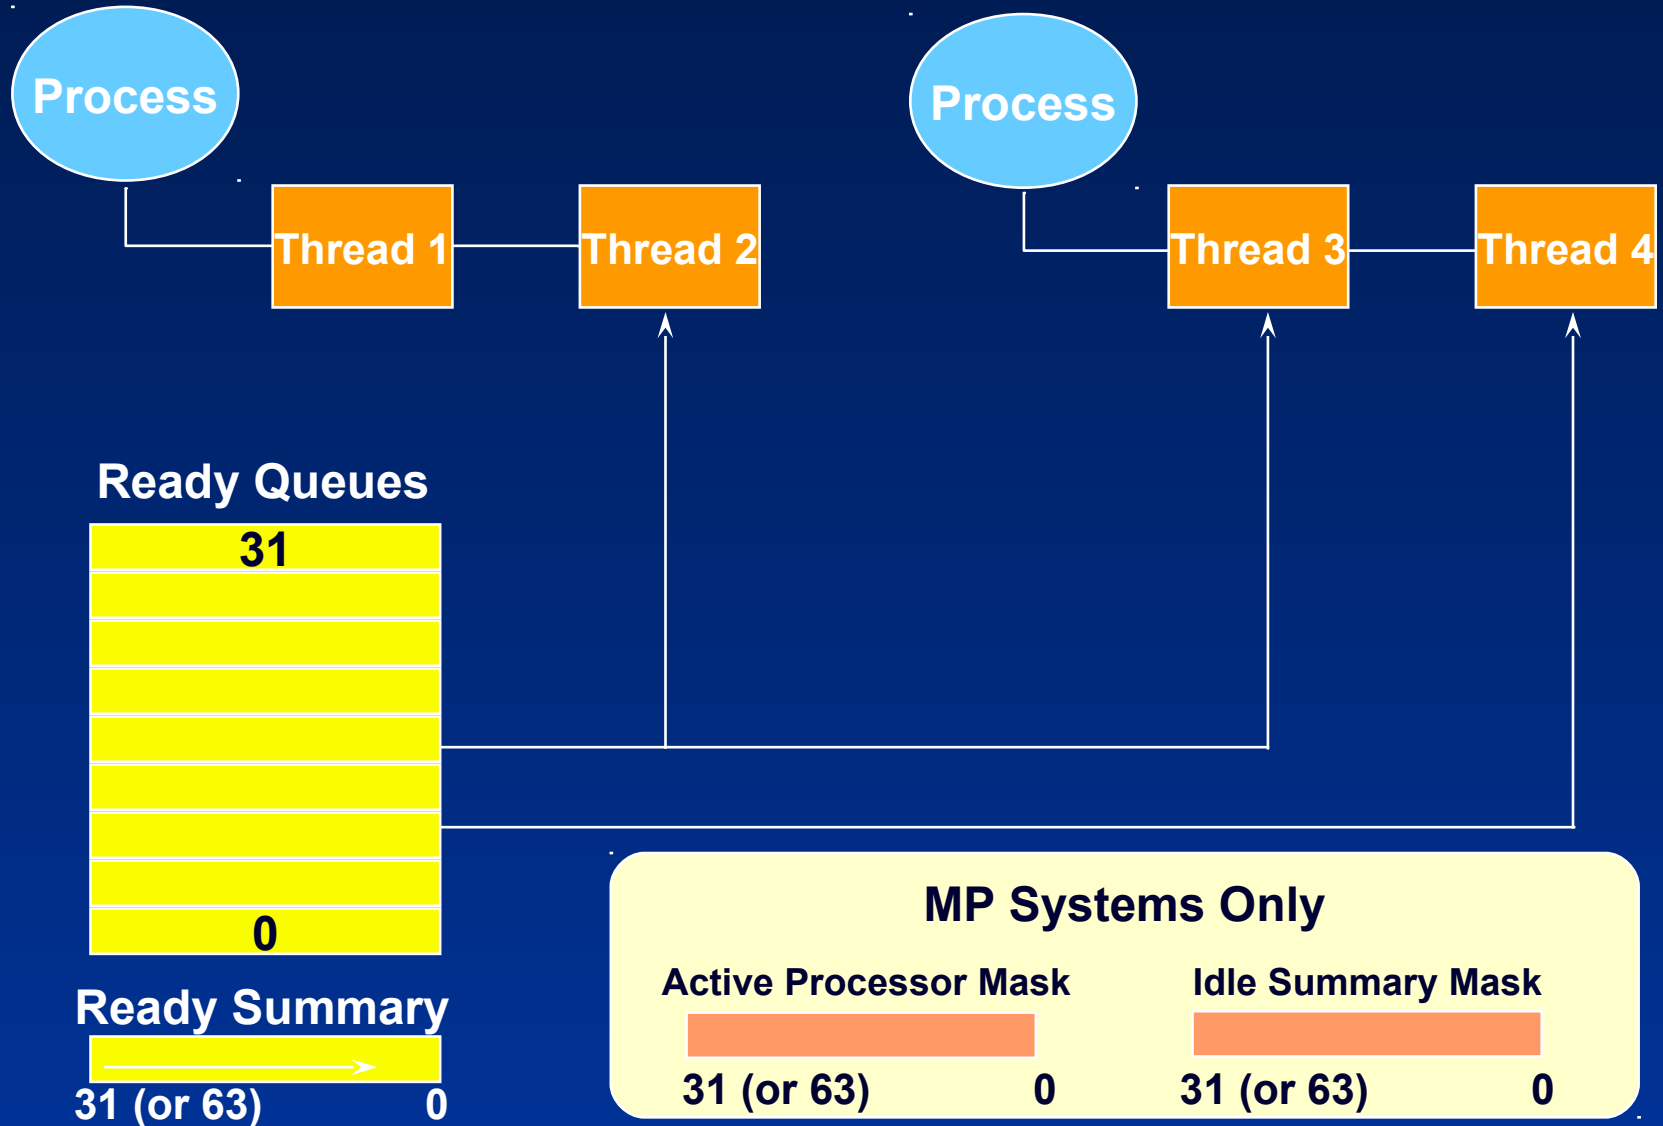 Process
Process
Thread 1
Thread 2
Thread 3
Thread 4
Ready Queues
31
0
Ready Summary
31 (or 63) 0
MP Systems Only
Active Processor Mask
Idle Summary Mask
31 (or 63) 0
31 (or 63) 0